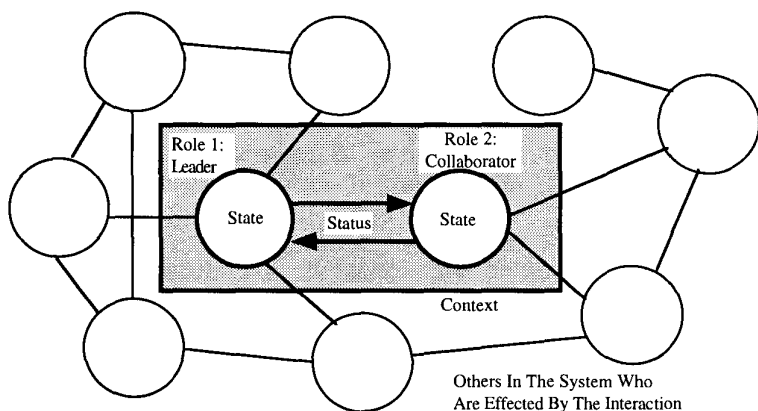 Role 1:
Leader
Role 2:
Collaborator
State
Status
State
Context
Others In The System Who
Are Effected By The Interaction